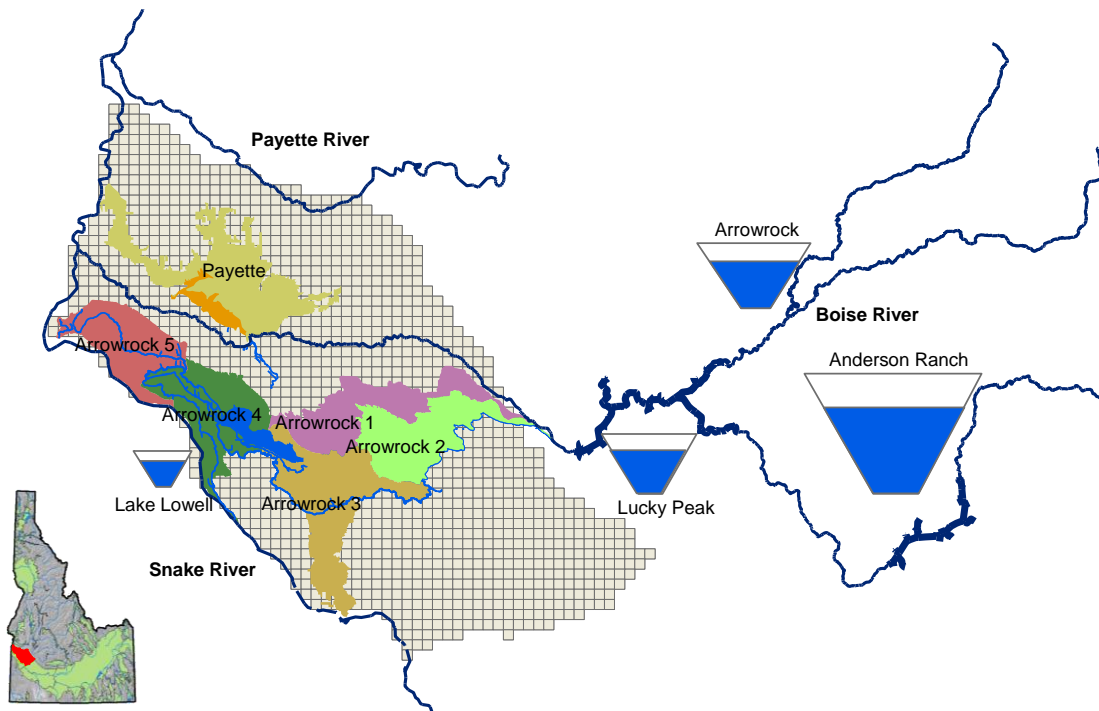 Payette River
Arrowrock
Payette
Boise River
Arrowrock 5
Anderson Ranch
Arrowrock 4
Arrowrock 1
Arrowrock 2
Lake Lowell
Arrowrock 3
Lucky Peak
Snake River